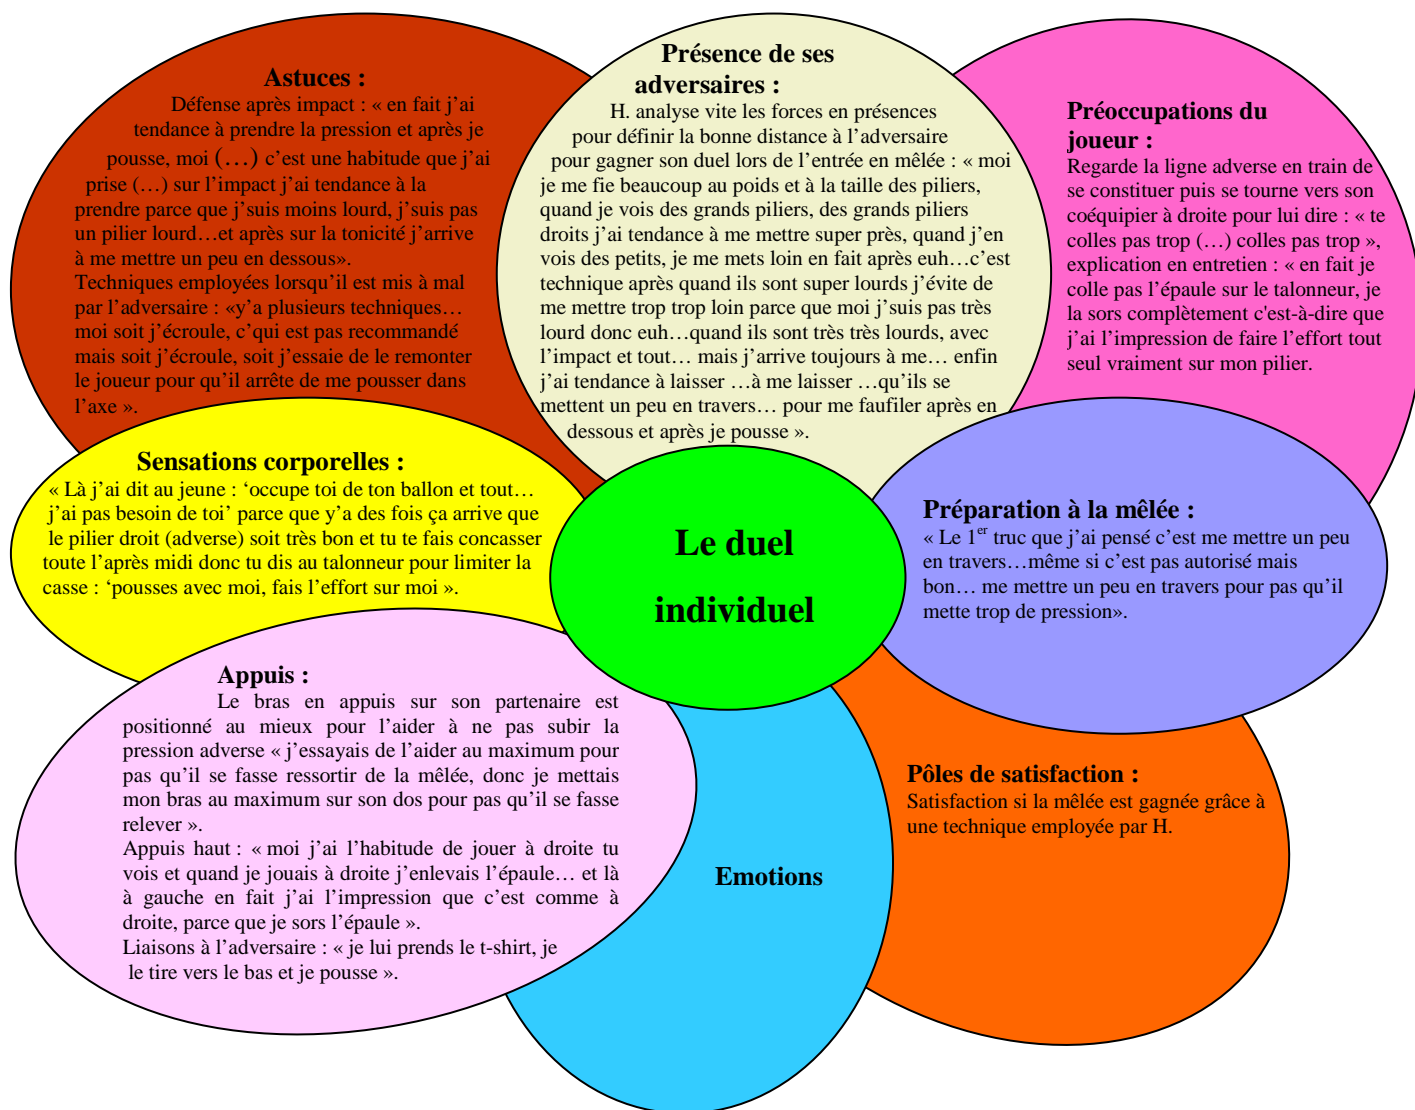 Astuces :
Défense après impact : « en fait j’ai
tendance à prendre la pression et après je
pousse, moi (…) c’est une habitude que j’ai
prise (…) sur l’impact j’ai tendance à la
prendre parce que j’suis moins lourd, j’suis pas
un pilier lourd…et après sur la tonicité j’arrive
à me mettre un peu en dessous».
Techniques employées lorsqu’il est mis à mal
par l’adversaire : «y’a plusieurs techniques…
moi soit j’écroule, c’qui est pas recommandé
mais soit j’écroule, soit j’essaie de le remonter
le joueur pour qu’il arrête de me pousser dans
l’axe ».
Présence de ses
adversaires :
H. analyse vite les forces en présences
pour définir la bonne distance à l’adversaire
pour gagner son duel lors de l’entrée en mêlée : « moi
je me fie beaucoup au poids et à la taille des piliers,
quand je vois des grands piliers, des grands piliers
droits j’ai tendance à me mettre super près, quand j’en
vois des petits, je me mets loin en fait après euh…c’est
technique après quand ils sont super lourds j’évite de
me mettre trop trop loin parce que moi j’suis pas très
lourd donc euh…quand ils sont très très lourds, avec
l’impact et tout… mais j’arrive toujours à me… enfin
j’ai tendance à laisser …à me laisser …qu’ils se
mettent un peu en travers… pour me faufiler après en
dessous et après je pousse ».
Préoccupations du
joueur :
Regarde la ligne adverse en train de
se constituer puis se tourne vers son
coéquipier à droite pour lui dire : « te
colles pas trop (…) colles pas trop »,
explication en entretien : « en fait je
colle pas l’épaule sur le talonneur, je
la sors complètement c'est-à-dire que
j’ai l’impression de faire l’effort tout
seul vraiment sur mon pilier.
Sensations corporelles :
« Là j’ai dit au jeune : ‘occupe toi de ton ballon et tout…
j’ai pas besoin de toi’ parce que y’a des fois ça arrive que
le pilier droit (adverse) soit très bon et tu te fais concasser
toute l’après midi donc tu dis au talonneur pour limiter la
casse : ‘pousses avec moi, fais l’effort sur moi ».
Le duel
individuel
Préparation à la mêlée :
« Le 1er truc que j’ai pensé c’est me mettre un peu
en travers…même si c’est pas autorisé mais
bon… me mettre un peu en travers pour pas qu’il
mette trop de pression».
Appuis :
Le bras en appuis sur son partenaire est
positionné au mieux pour l’aider à ne pas subir la
pression adverse « j’essayais de l’aider au maximum pour
pas qu’il se fasse ressortir de la mêlée, donc je mettais
mon bras au maximum sur son dos pour pas qu’il se fasse
relever ».
Appuis haut : « moi j’ai l’habitude de jouer à droite tu
vois et quand je jouais à droite j’enlevais l’épaule… et là
à gauche en fait j’ai l’impression que c’est comme à
droite, parce que je sors l’épaule ».
Liaisons à l’adversaire : « je lui prends le t-shirt, je
le tire vers le bas et je pousse ».
Emotions
Pôles de satisfaction :
Satisfaction si la mêlée est gagnée grâce à
une technique employée par H.